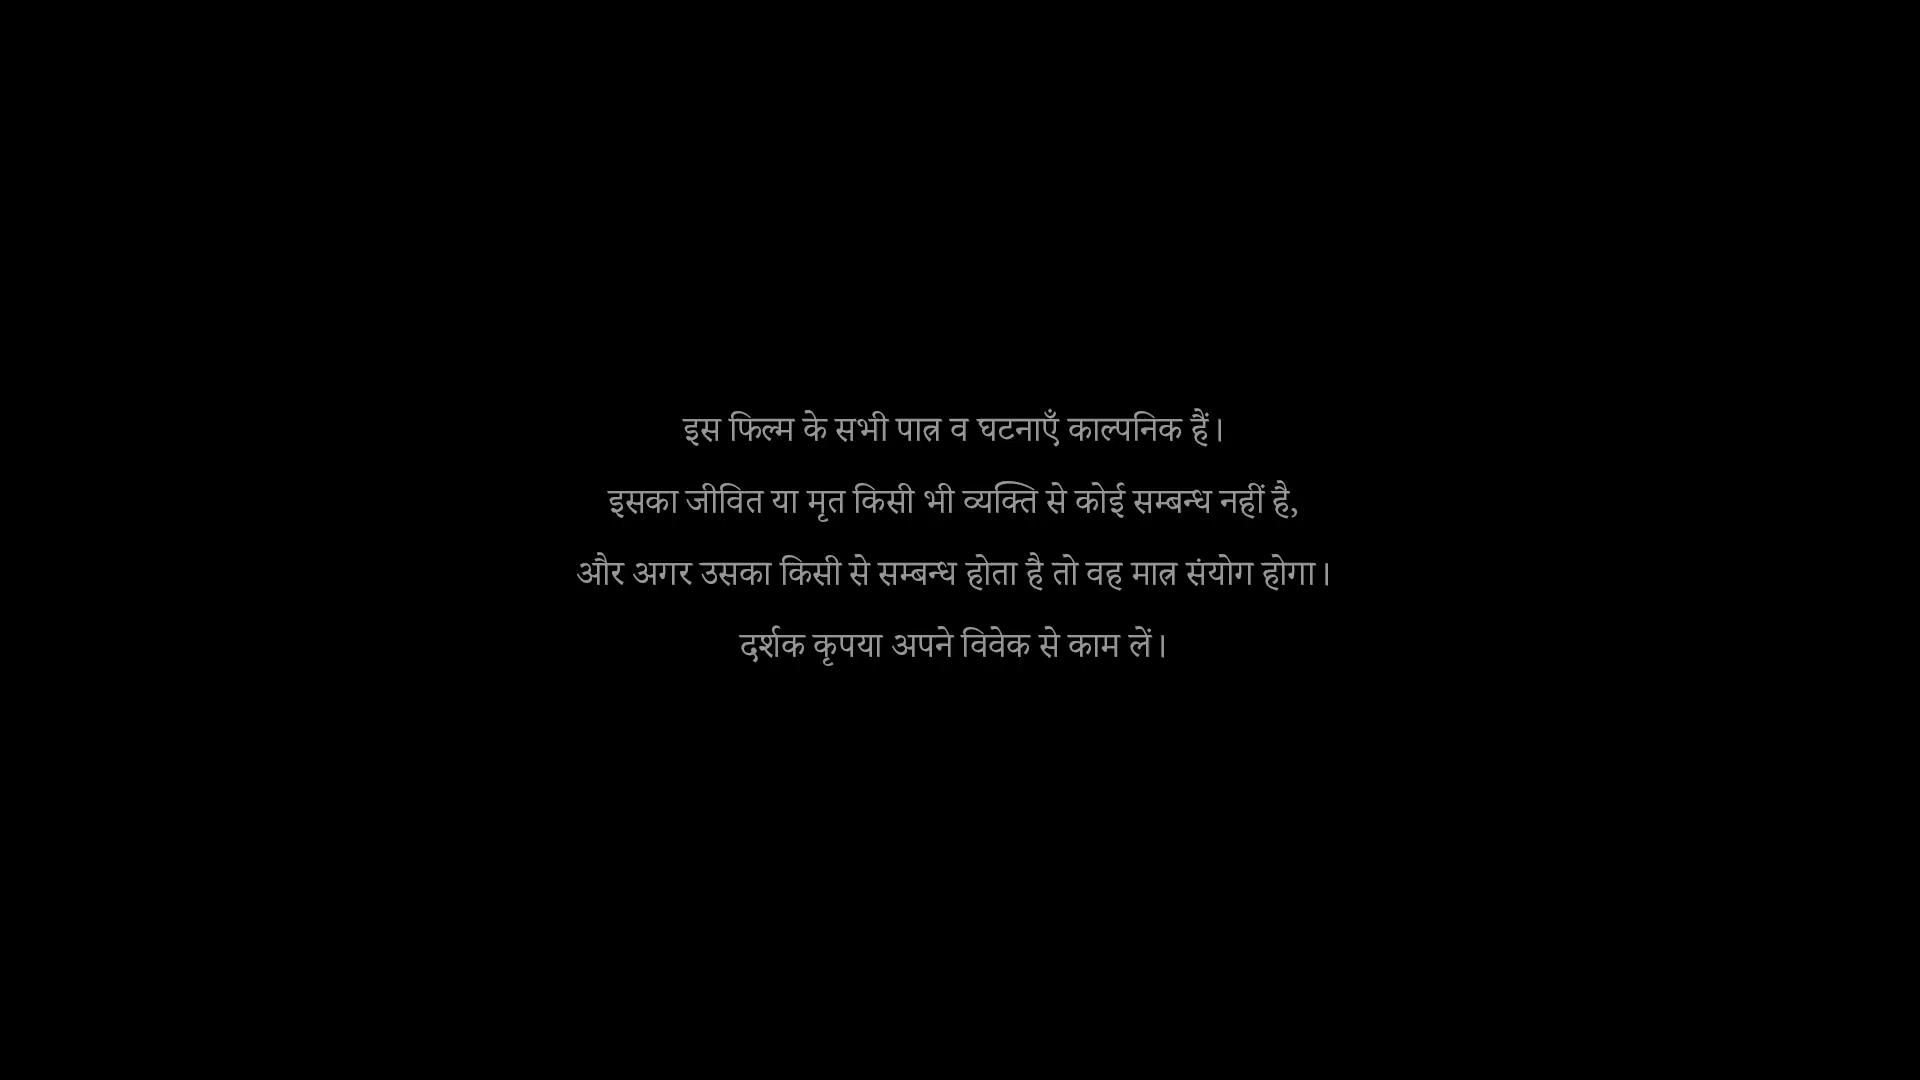 इस फिल्म के सभी पात्र व घटनाएँ काल्पनिक हैं।
इसका जीवित या मृत किसी भी व्यक्ति से कोई सम्बन्ध नहीं है,
और अगर उसका किसी से सम्बन्ध होता है तो वह मात्र संयोग होगा।
दर्शक कृपया अपने विवेक से काम लें।